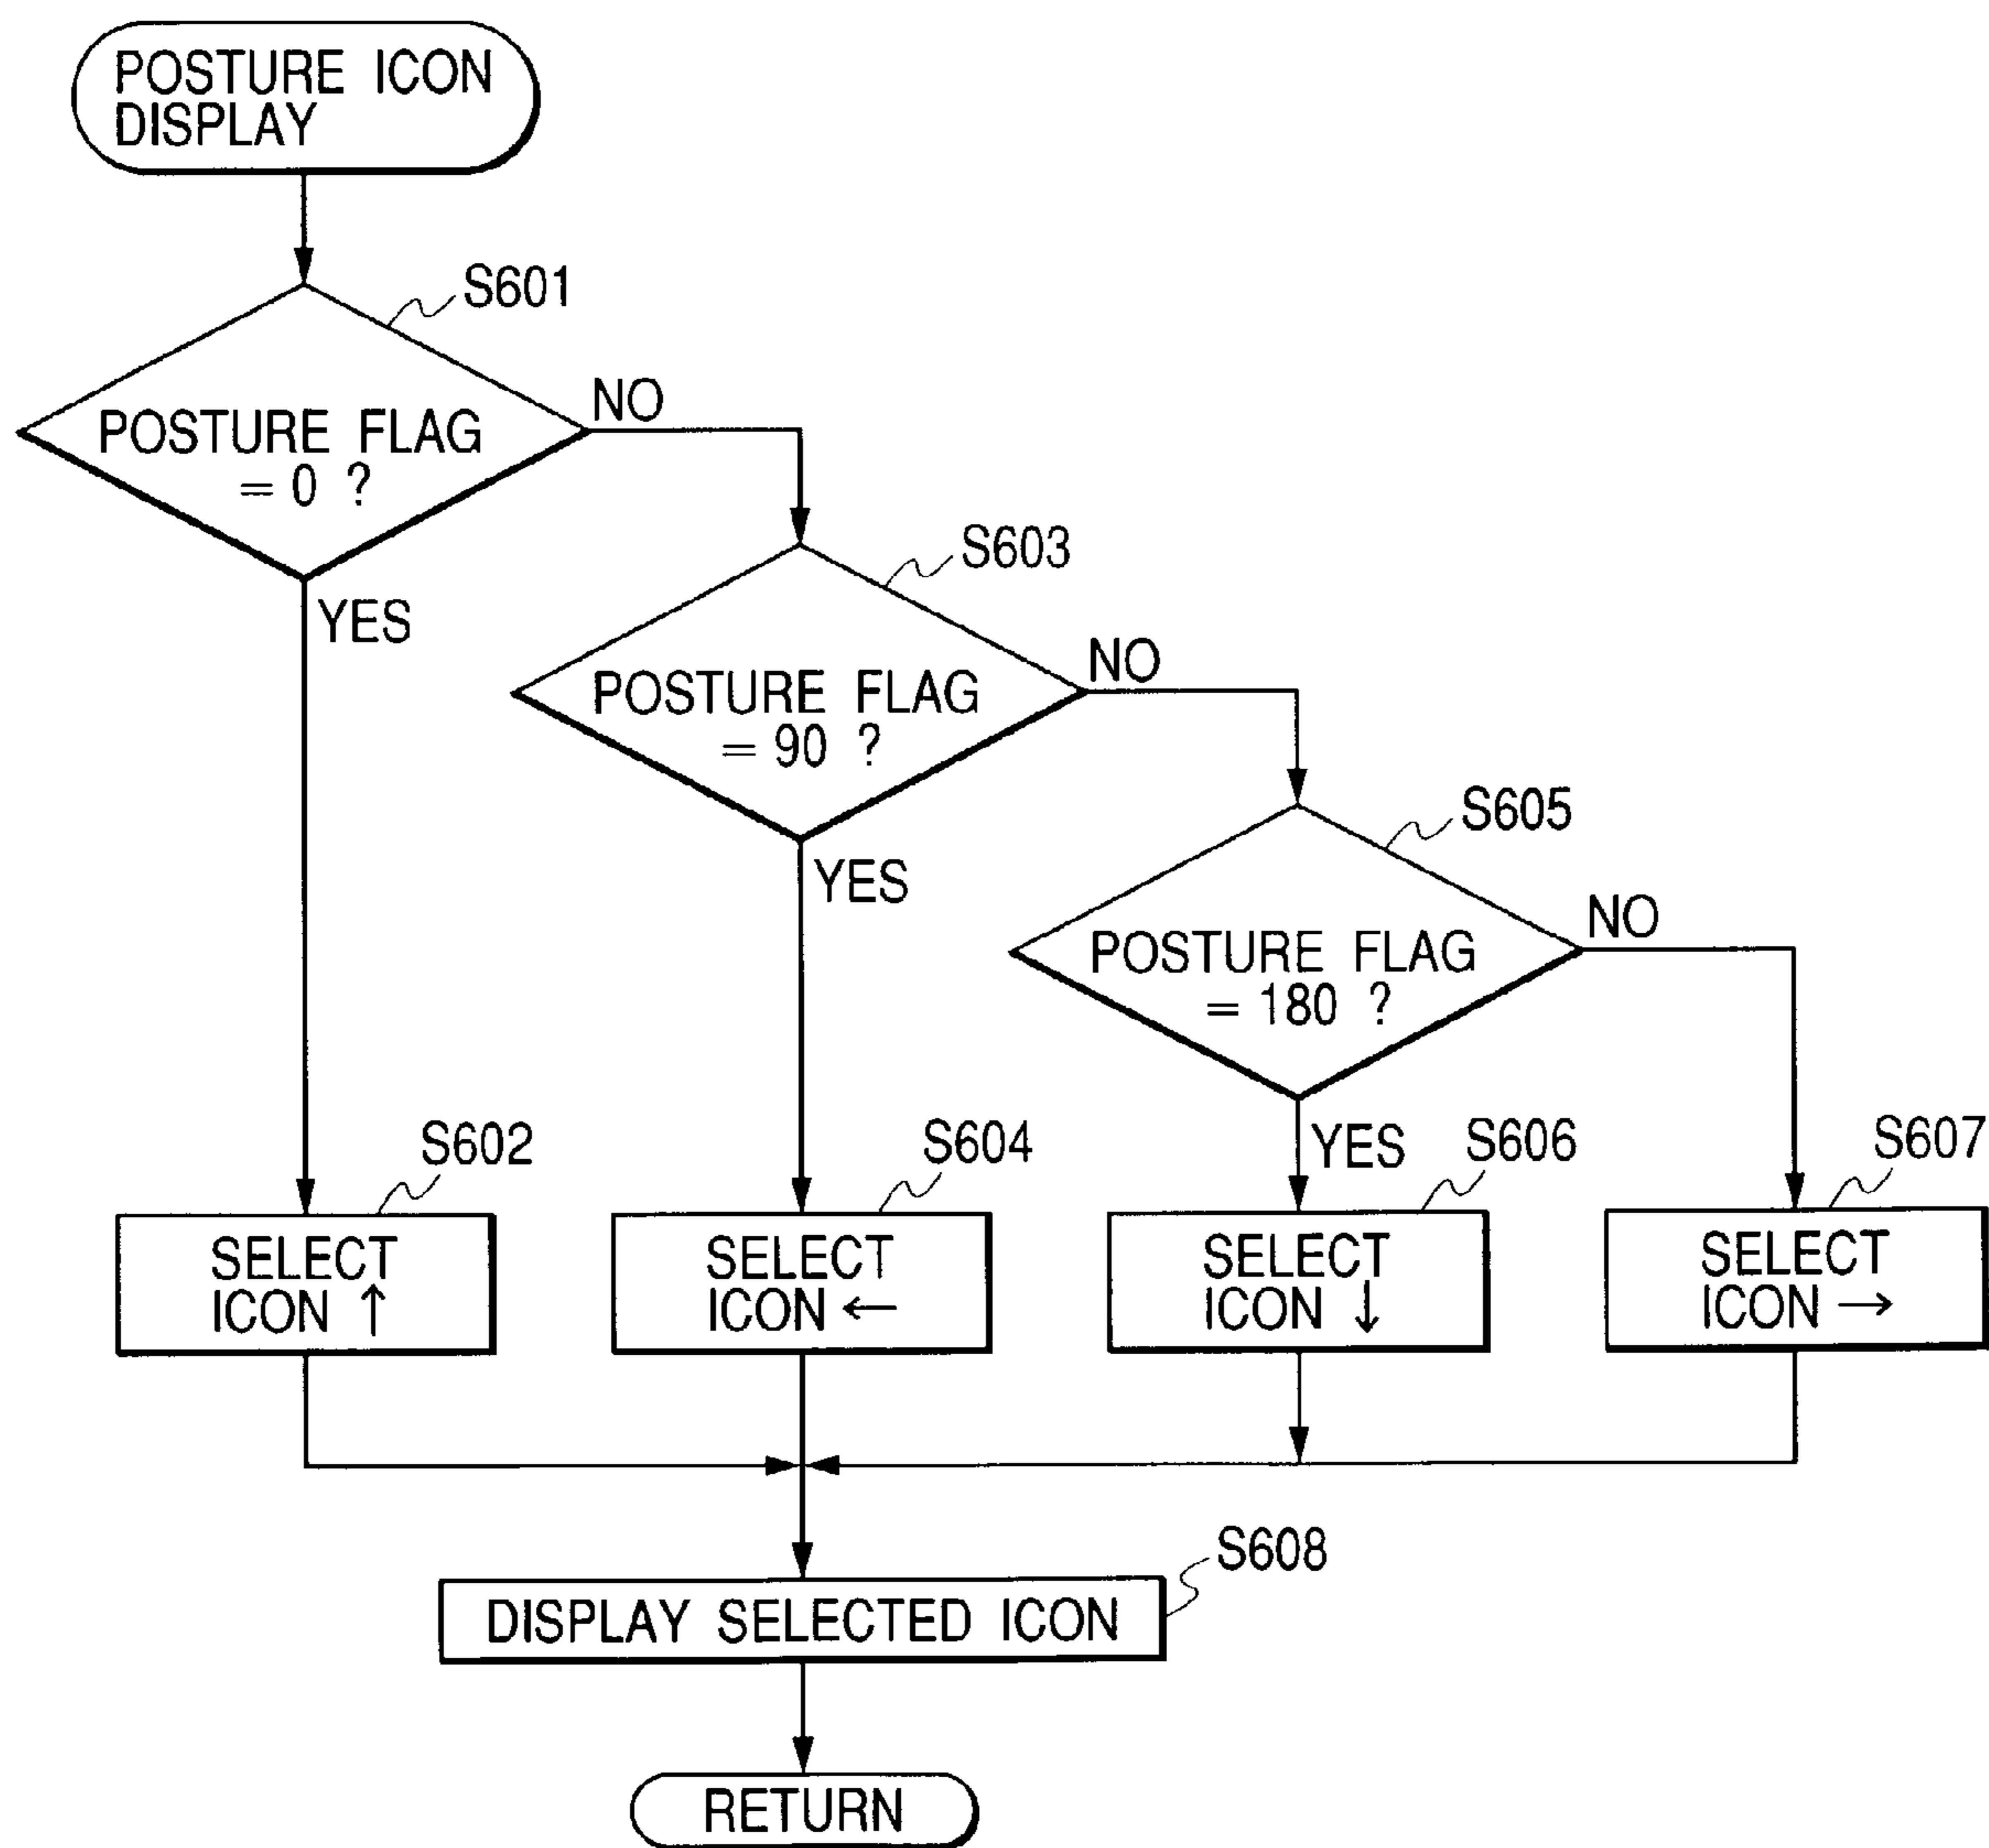 POSTURE ICON
DISPLAY
S601
POSTURE FLAG
= 0 ?
NO
YES
S603
POSTURE FLAG
= 90 ?
NO
YES
S605
POSTURE FLAG
= 180 ?
NO
YES
S602
SELECT
ICON ↑
S604
SELECT
ICON ←
S606
SELECT
ICON ↓
S607
SELECT
ICON →
S608
DISPLAY SELECTED ICON
RETURN